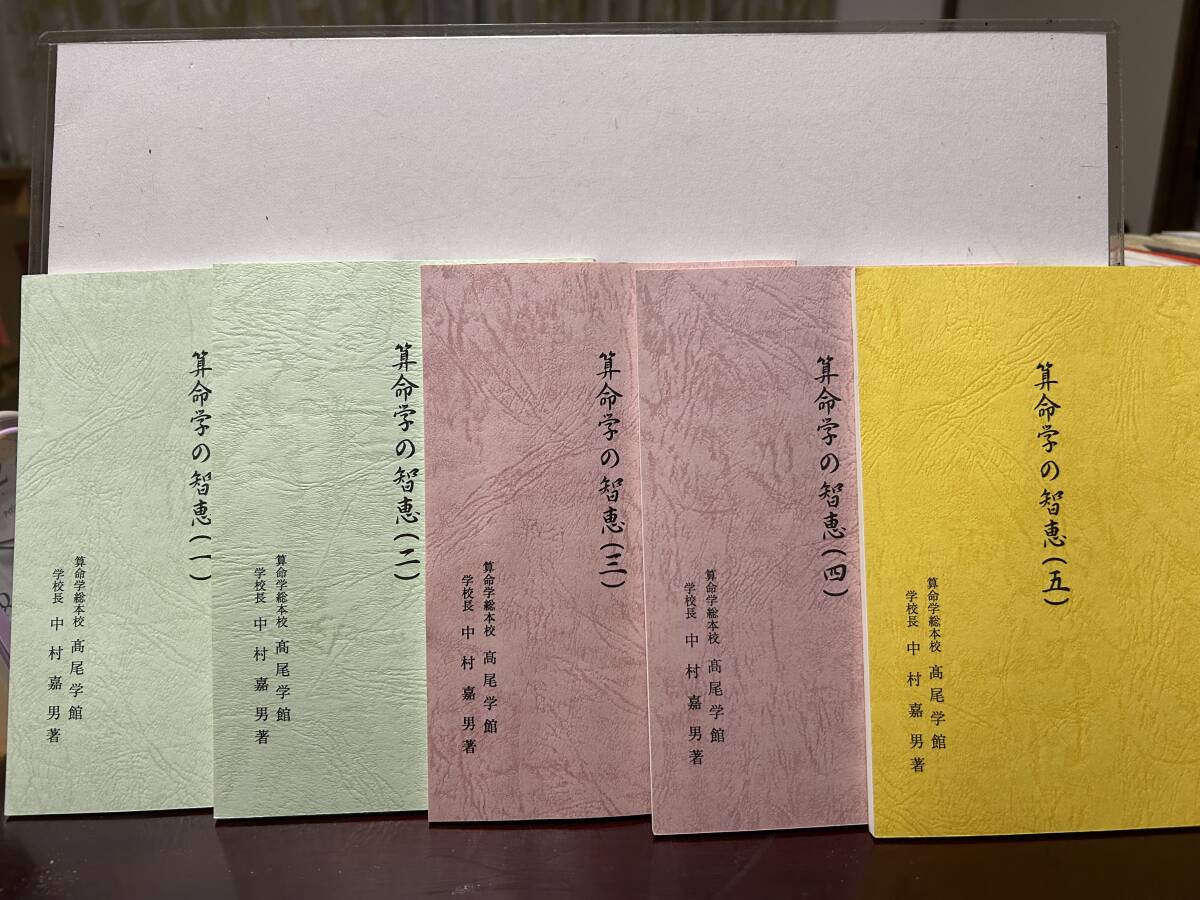 算命学の智恵(一)
算命学総本校 髙尾学館
学校長 中村嘉男著
算命学の智恵(二)
算命学総本校 髙尾学館
学校長 中村嘉男著
算命学の智恵(三)
算命学総本校 髙尾学館
学校長 中村嘉男著
算命学の智恵(四)
算命学総本校 髙尾学館
学校長 中村嘉男著
算命学の智恵(五)
算命学総本校 髙尾学館
学校長 中村嘉男著